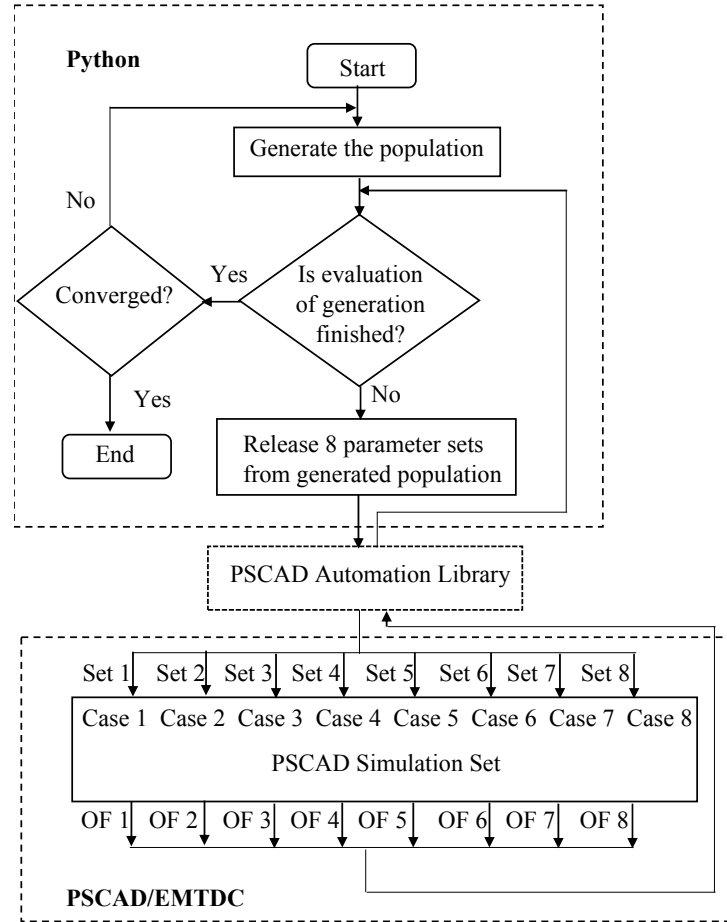 Python
Start
Generate the population
No
Yes
Converged?
Is evaluation
of generation
finished?
Yes
No
End
Release 8 parameter sets
from generated population
PSCAD Automation Library
Set 1 Set 2 Set 3 Set 4 Set 5 Set 6 Set 7 Set 8
Case 1 Case 2 Case 3 Case 4 Case 5 Case 6 Case 7 Case 8
PSCAD Simulation Set
OF 1 OF 2 OF 3 OF 4 OF 5 OF 6 OF 7 OF 8
PSCAD/EMTDC